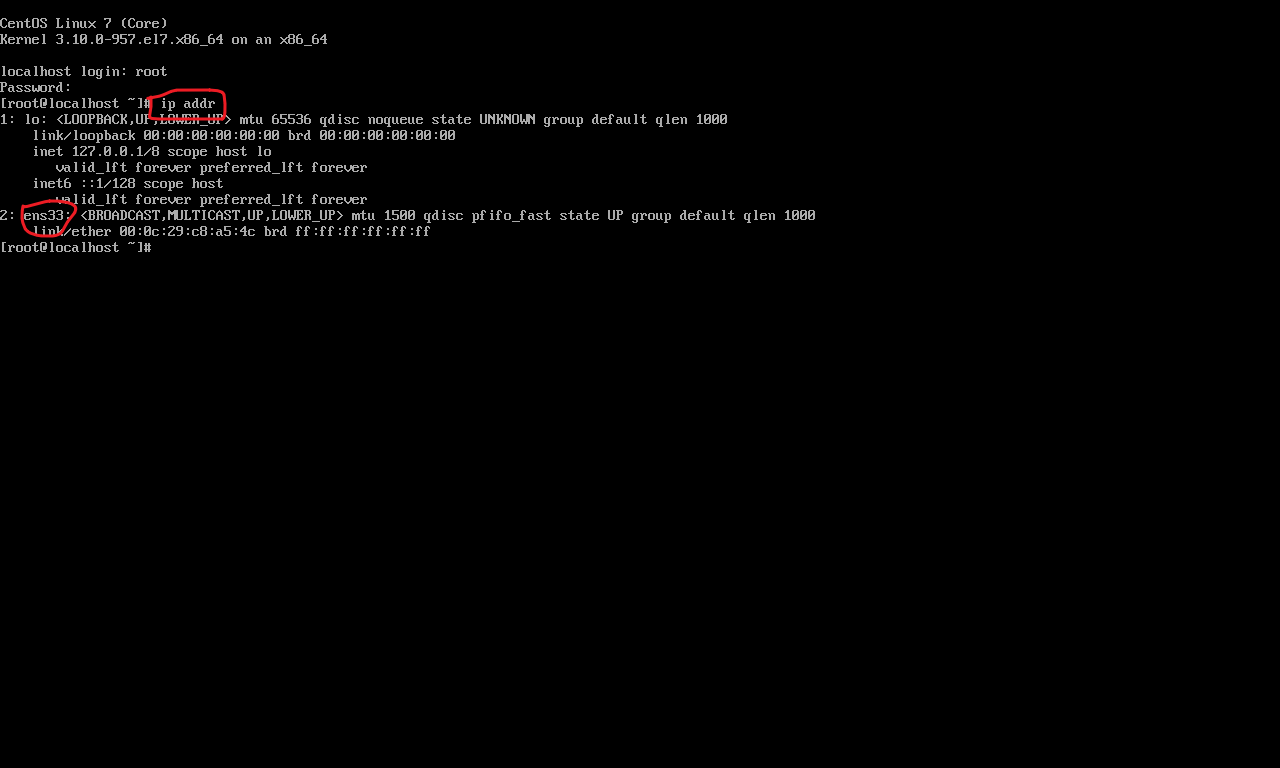 CentOS Linux 7 (Core)
Kernel 3.10.0-957.el7.x86_64 on an x86_64
localhost login: root
Password:
[root@localhost ~]# ip addr
1: lo: <LOOPBACK,UP,LOWER_UP> mtu 65536 qdisc noqueue state UNKNOWN group default qlen 1000
link/loopback 00:00:00:00:00:00 brd 00:00:00:00:00:00
inet 127.0.0.1/8 scope host lo
valid_lft forever preferred_lft forever
inet6 ::1/128 scope host
valid_lft forever preferred_lft forever
2: ens33: <BROADCAST,MULTICAST,UP,LOWER_UP> mtu 1500 qdisc pfifo_fast state UP group default qlen 1000
link/ether 00:0c:29:c8:a5:4c brd ff:ff:ff:ff:ff:ff
[root@localhost ~]#